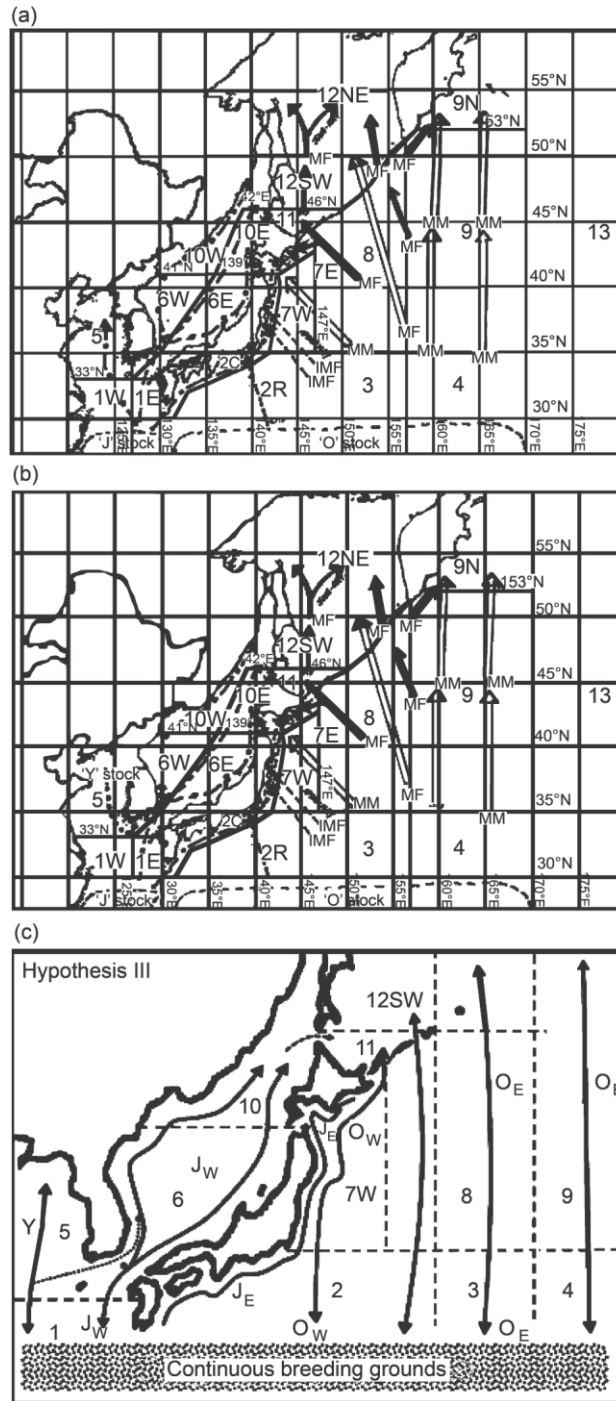 (a)
55°N
12NE
9N
53°N
50°N
MF
MF
MF
12SW
42°E
46°N
11
MM
MM
45°N
10E
9
13
10W
8
MF
41°N
139
7E
MF
40°N
6W
6E
7W
147°E
5
MF
35°N
33°N
2C
IMF
MM
MM
MM
1W
1E
IMF
2R
3
4
30°N
125°E
130°E
135°E
140°E
145°E
150°E
155°E
160°E
165°E
170°E
175°E
'J' stock
'O' stock
(b)
55°N
12NE
9N
153°N
50°N
MF
MF
MF
12SW
42°E
46°N
11
MM
MM
45°N
10E
9
13
10W
8
MF
41°N
139
7E
MF
40°N
6W
6E
7W
'Y' stock
147°E
5
MM
MF
35°N
33°N
2C
IMF
MM
IMF
1W
1E
2R
3
4
30°N
125°E
130°E
135°E
140°E
145°E
150°E
155°E
160°E
165°E
170°E
175°E
'J' stock
'O' stock
(c)
Hypothesis III
12SW
11
10
OE
OE
JE
OW
JW
6
7W
8
9
Y
5
JE
2
3
4
JW
1
OW
OE
Continuous breeding grounds